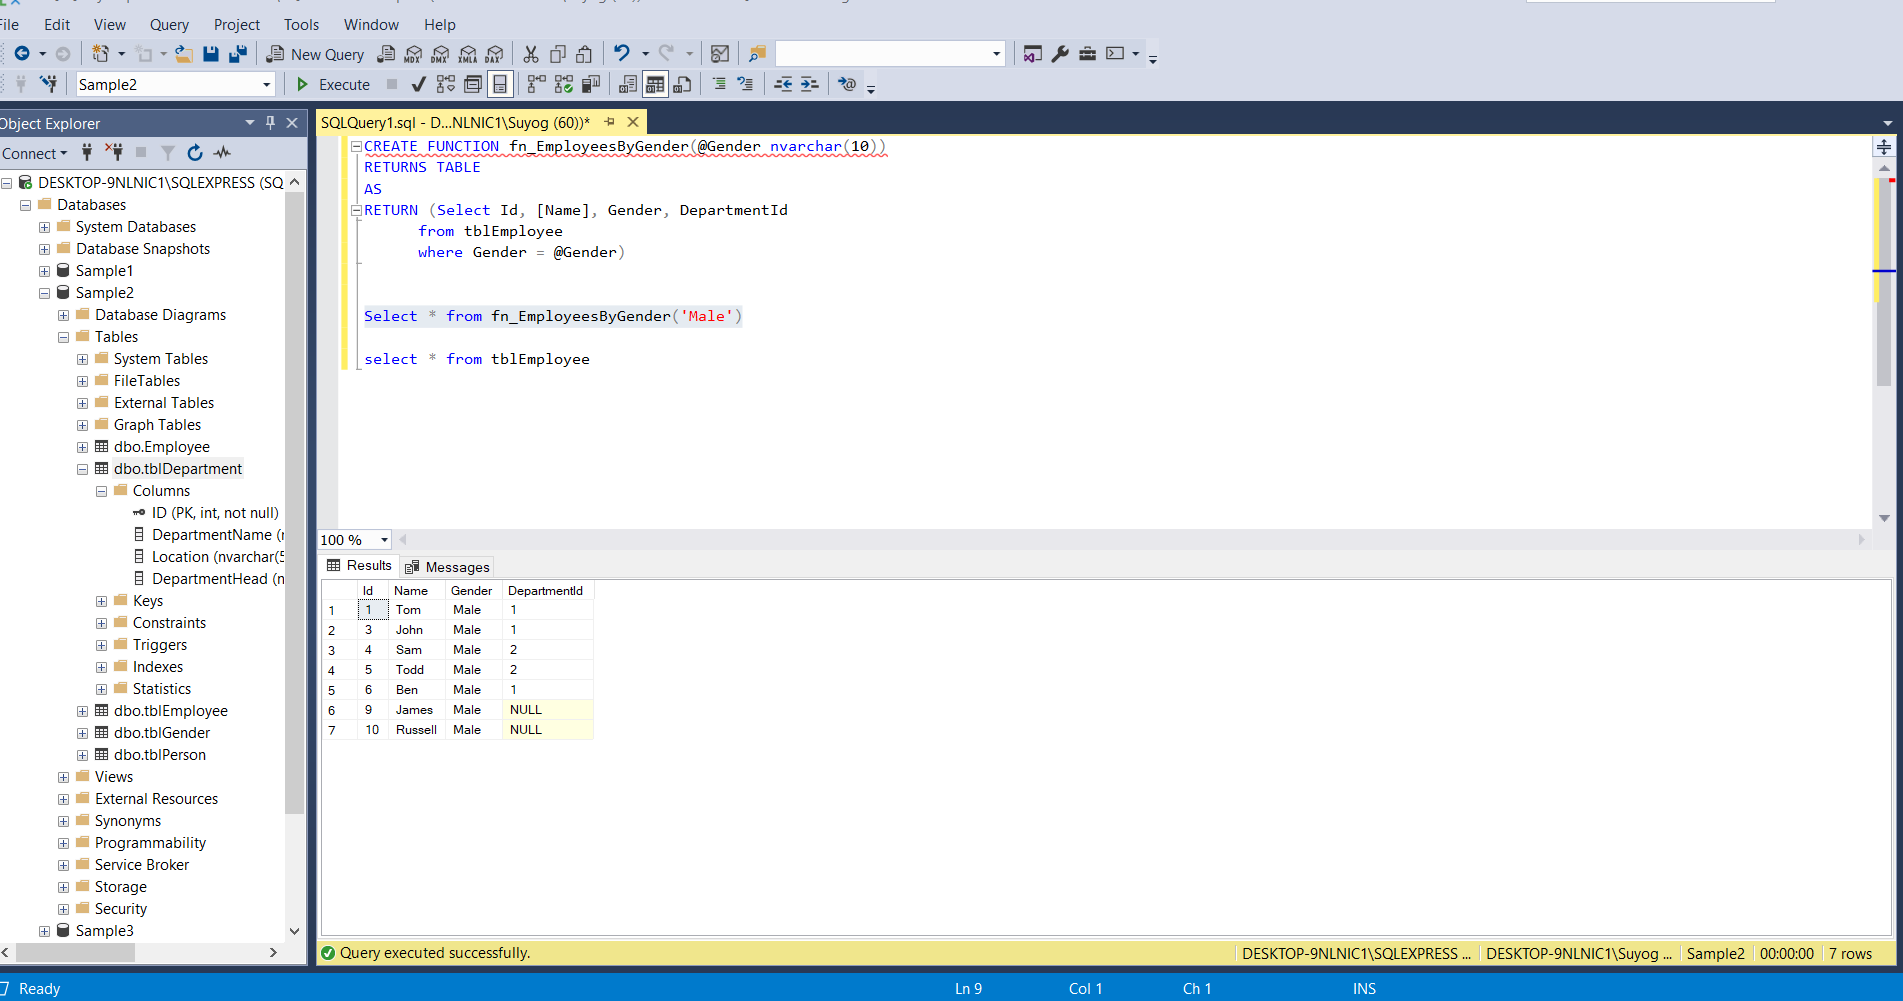 File Edit View Query Project Tools Window Help
New Query MDX DMX XMLA DAX
Sample2 Execute
Object Explorer
Connect
DESKTOP-9NLNIC1\SQLEXPRESS (SQ
Databases
System Databases
Database Snapshots
Sample1
Sample2
Database Diagrams
Tables
System Tables
FileTables
External Tables
Graph Tables
dbo.Employee
dbo.tblDepartment
Columns
ID (PK, int, not null)
DepartmentName (n
Location (nvarchar(5
DepartmentHead (n
Keys
Constraints
Triggers
Indexes
Statistics
dbo.tblEmployee
dbo.tblGender
dbo.tblPerson
Views
External Resources
Synonyms
Programmability
Service Broker
Storage
Security
Sample3
SQLQuery1.sql - D...NLNIC1\Suyog (60))*
CREATE FUNCTION fn_EmployeesByGender(@Gender nvarchar(10))
RETURNS TABLE
AS
RETURN (Select Id, [Name], Gender, DepartmentId
from tblEmployee
where Gender = @Gender)
Select * from fn_EmployeesByGender('Male')
select * from tblEmployee
100 %
Results Messages
Id Name Gender DepartmentId
1 1 Tom Male 1
2 3 John Male 1
3 4 Sam Male 2
4 5 Todd Male 2
5 6 Ben Male 1
6 9 James Male NULL
7 10 Russell Male NULL
Query executed successfully. DESKTOP-9NLNIC1\SQLEXPRESS ... DESKTOP-9NLNIC1\Suyog ... Sample2 00:00:00 7 rows
Ready Ln 9 Col 1 Ch 1 INS